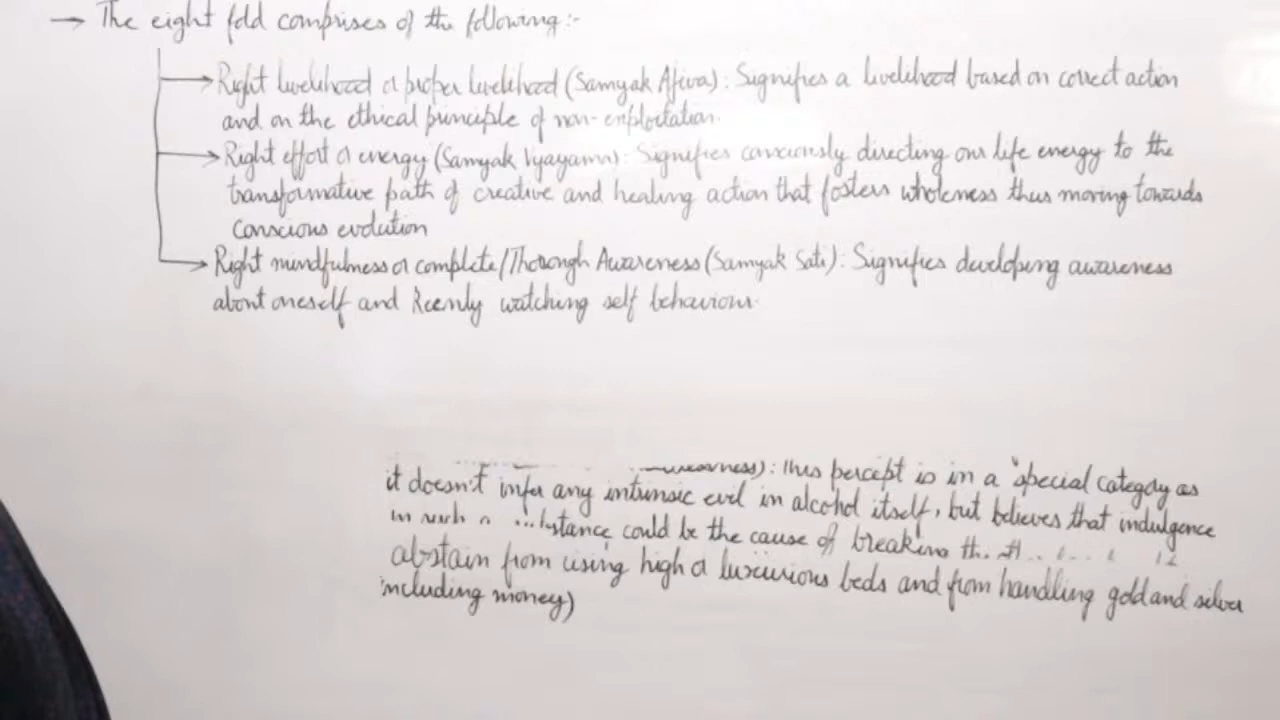 → The eight fold comprises of the following:-
Right livelihood or proper livelihood (Samyak Ajiva): Signifies a livelihood based on correct action
and on the ethical principle of non-exploitation.
Right effort or energy (Samyak Vyayama): Signifies consciously directing our life energy to the
transformative path of creative and healing action that fosters wholeness thus moving towards
conscious evolution
Right mindfulness or complete/Thorough Awareness (Samyak Sati): Signifies developing awareness
about oneself and keenly watching self behaviour.
This percept is in a special category as
it doesn't infer any intrinsic evil in alcohol itself, but believes that indulgence
in such a could be the cause of breaking
abstain from using high or luxurious beds and from handling gold and silver
including money)